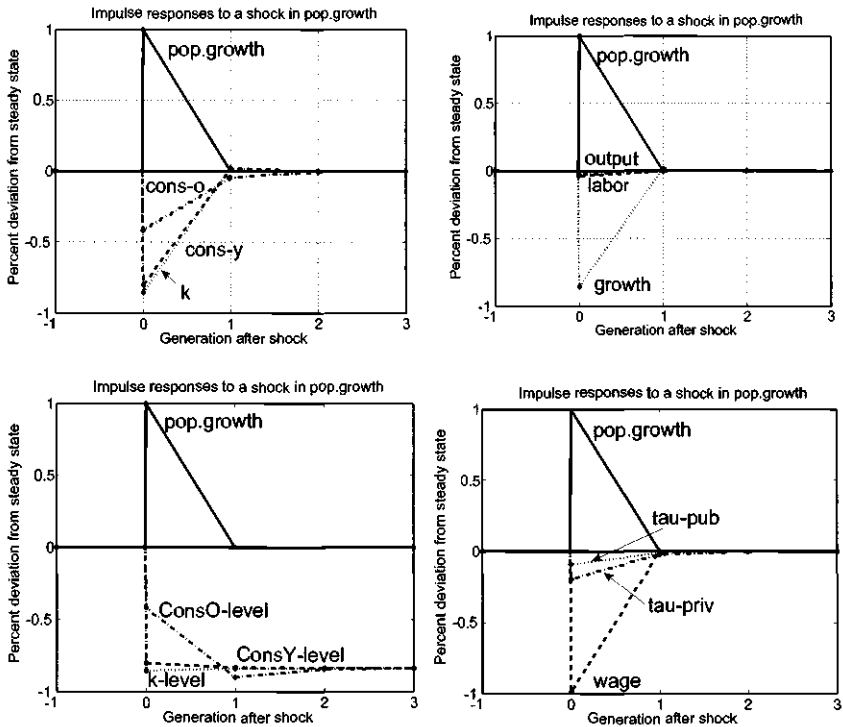 Impulse responses to a shock in pop.growth
Percent deviation from steady state
1
0.5
0
-0.5
-1
pop.growth
cons-o
cons-y
k
-1
0
1
2
3
Generation after shock
Impulse responses to a shock in pop.growth
Percent deviation from steady state
1
0.5
0
-0.5
-1
pop.growth
output
labor
growth
-1
0
1
2
3
Generation after shock
Impulse responses to a shock in pop.growth
Percent deviation from steady state
1
0.5
0
-0.5
-1
pop.growth
ConsO-level
ConsY-level
k-level
-1
0
1
2
3
Generation after shock
Impulse responses to a shock in pop.growth
Percent deviation from steady state
1
0.5
0
-0.5
-1
pop.growth
tau-pub
tau-priv
wage
-1
0
1
2
3
Generation after shock